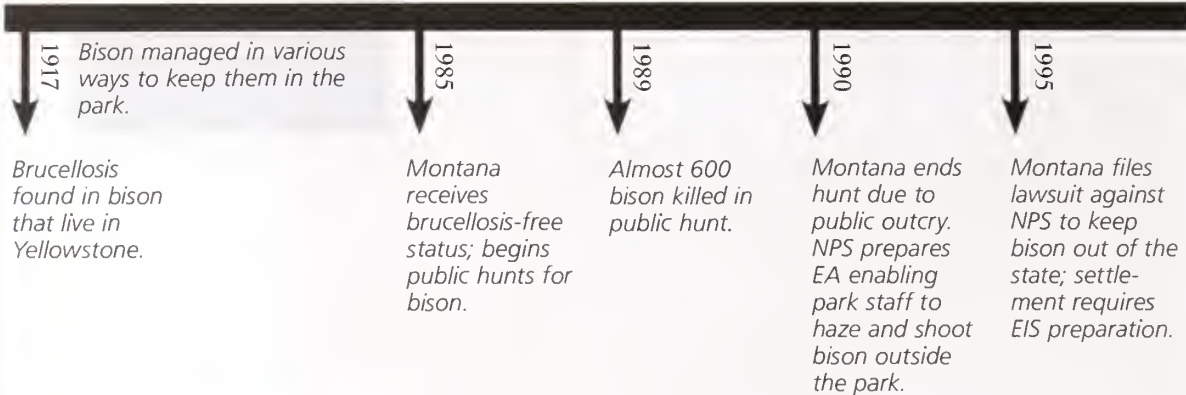 1917
Bison managed in various
ways to keep them in the
park.
Brucellosis
found in bison
that live in
Yellowstone.
1985
Montana
receives
brucellosis-free
status; begins
public hunts for
bison.
1989
Almost 600
bison killed in
public hunt.
1990
Montana ends
hunt due to
public outcry.
NPS prepares
EA enabling
park staff to
haze and shoot
bison outside
the park.
1995
Montana files
lawsuit against
NPS to keep
bison out of the
state; settle-
ment requires
EIS preparation.